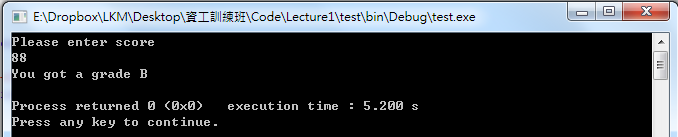 E:\Dropbox\LKM\Desktop\資工訓練班\Code\Lecture1\test\bin\Debug\test.exe
Please enter score
88
You got a grade B
Process returned 0 (0x0)   execution time : 5.200 s
Press any key to continue.